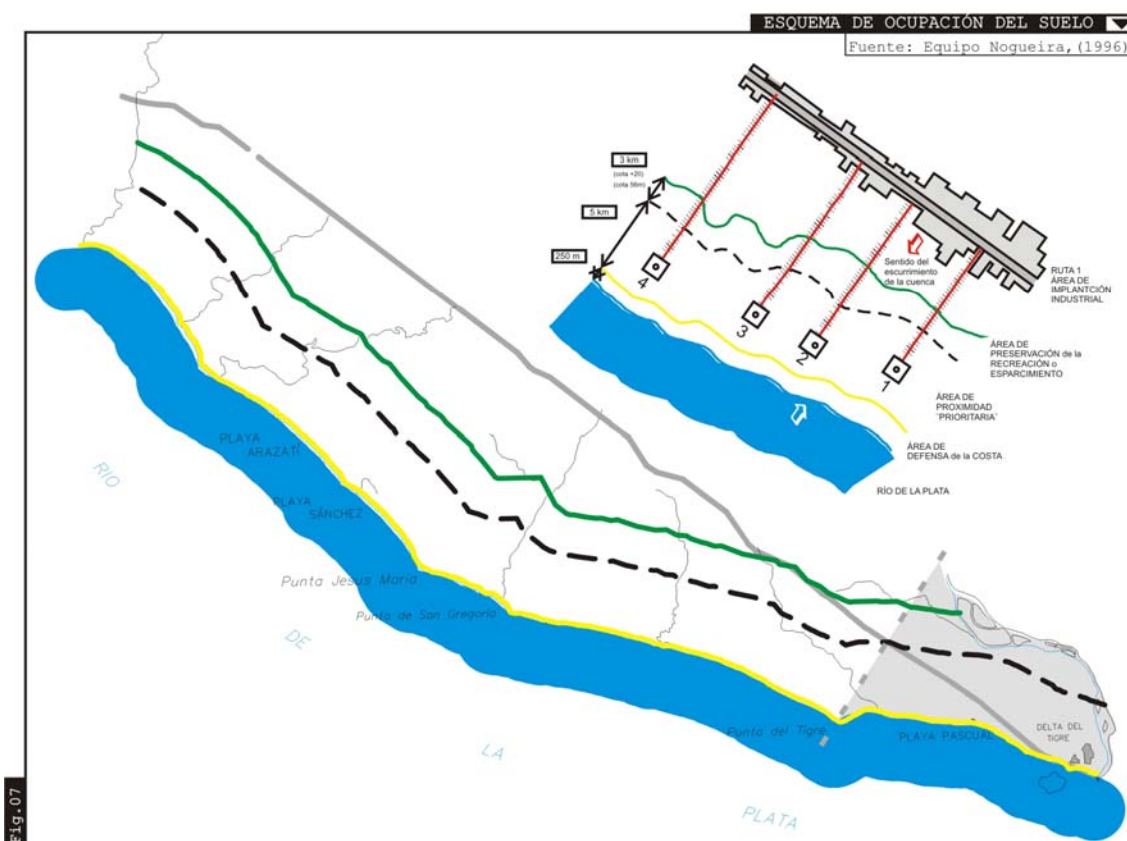 ESQUEMA DE OCUPACIÓN DEL SUELO
Fuente: Equipo Nogueira, (1996)
3 km
(cota +20)
(cota 56m)
5 km
250 m
4
3
2
1
Sentido del
escurrimiento
de la cuenca
RUTA 1
ÁREA DE
IMPLANTCIÓN
INDUSTRIAL
ÁREA DE
PRESERVACIÓN de la
RECREACIÓN o
ESPARCIMIENTO
ÁREA DE
PROXIMIDAD
¨PRIORITARIA¨
ÁREA DE
DEFENSA de la COSTA
RÍO DE LA PLATA
PLAYA
ARAZATÍ
PLAYA
SÁNCHEZ
Punta Jesus María
Punta de San Gregorio
Punta del Tigre
PLAYA PASCUAL
DELTA DEL
TIGRE
RIO
DE
LA
PLATA
Fig.07